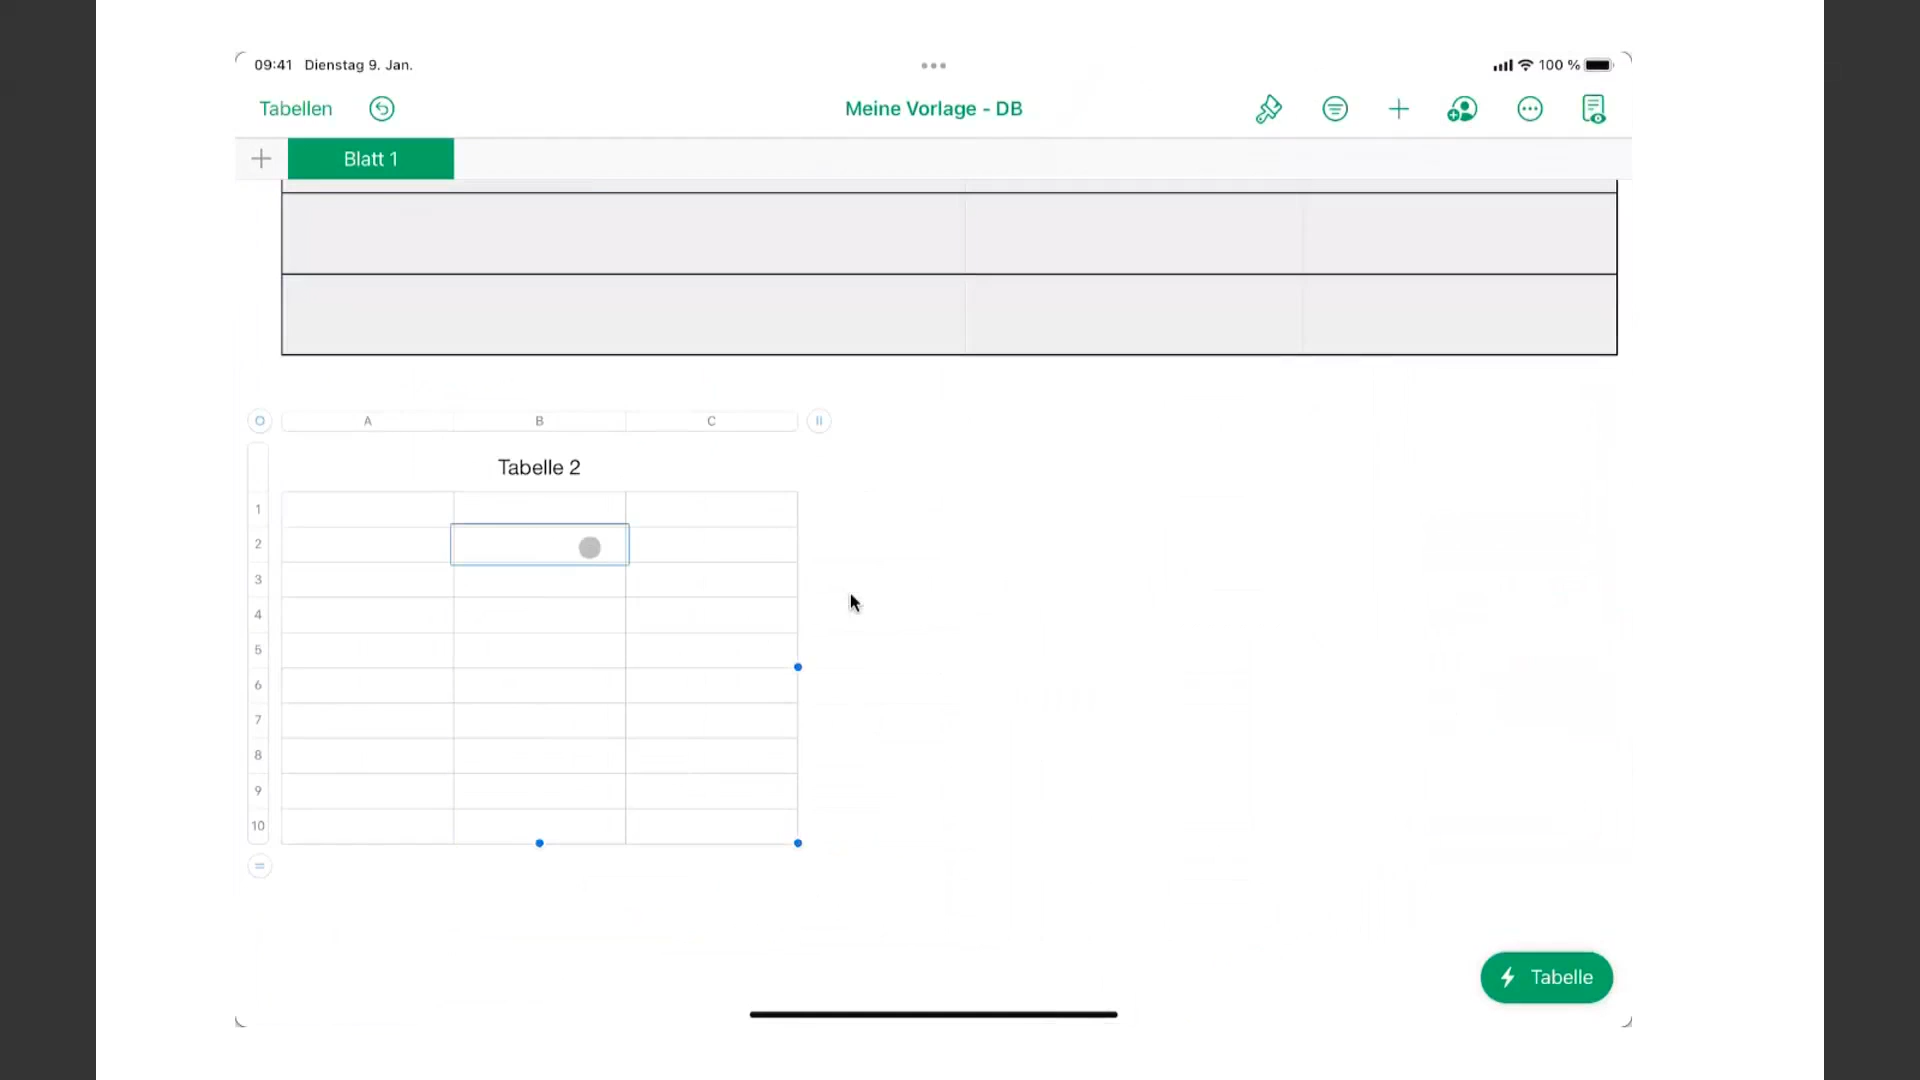 09:41 Dienstag 9. Jan.
100 %
Tabellen
Meine Vorlage - DB
Blatt 1
A B C
Tabelle 2
1
2
3
4
5
6
7
8
9
10
Tabelle